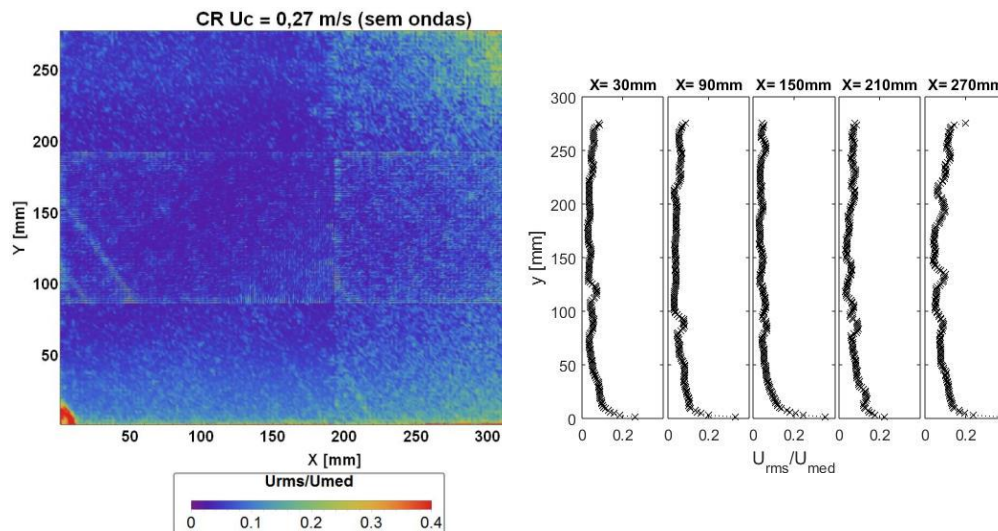 CR Uc = 0,27 m/s (sem ondas)
250
200
150
100
50
Y [mm]
50 100 150 200 250 300
X [mm]
Urms/Umed
0 0.1 0.2 0.3 0.4
X= 30mm X= 90mm X= 150mm X= 210mm X= 270mm
300
250
200
150
100
50
0
y [mm]
0 0.2 0 0.2 0 0.2 0 0.2 0 0.2
U_rms/U_med